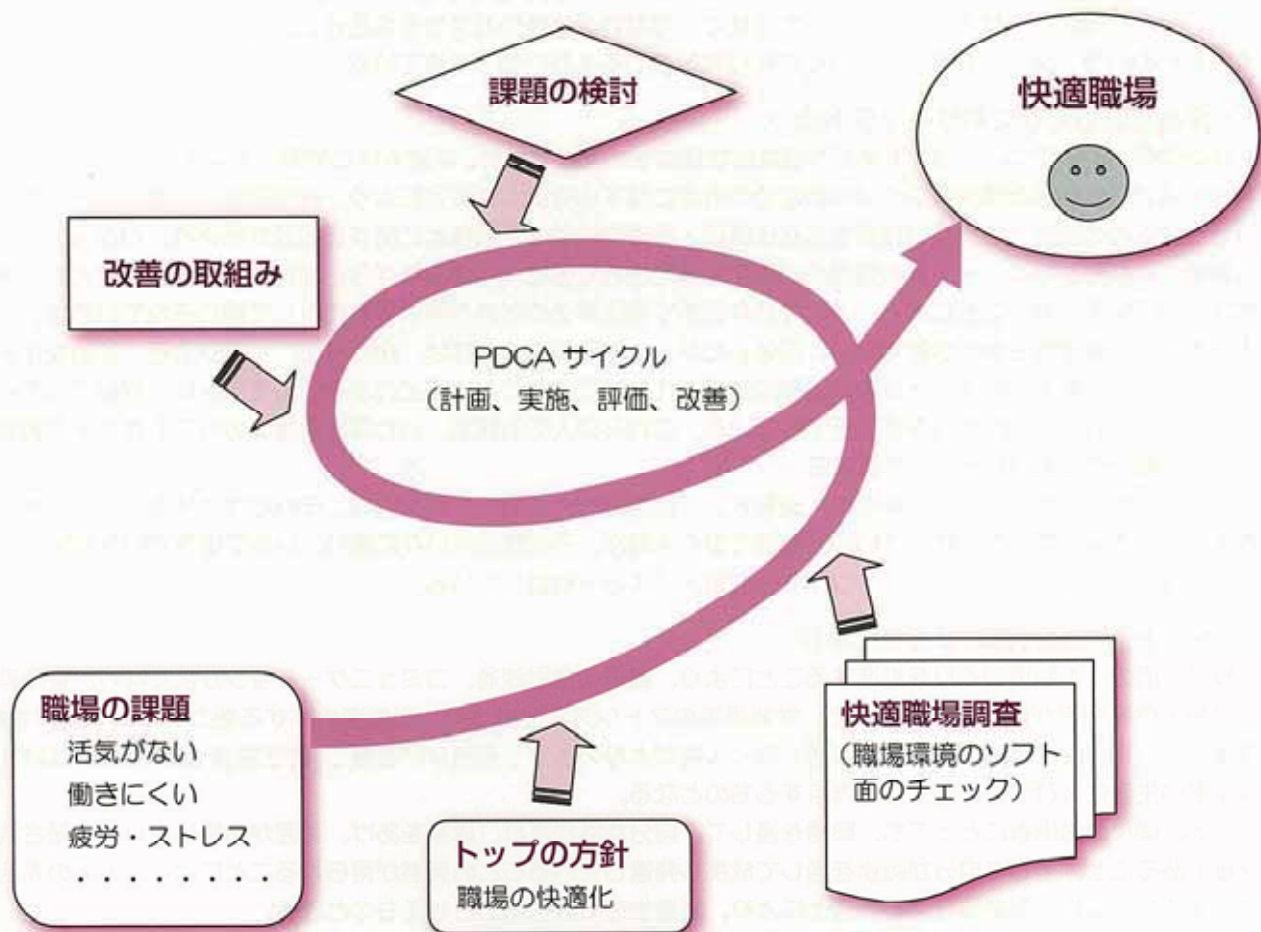 課題の検討
快適職場
改善の取組み
PDCA サイクル
（計画、実施、評価、改善）
職場の課題
活気がない
働きにくい
疲労・ストレス
・・・・・・・・
トップの方針
職場の快適化
快適職場調査
（職場環境のソフト
面のチェック）